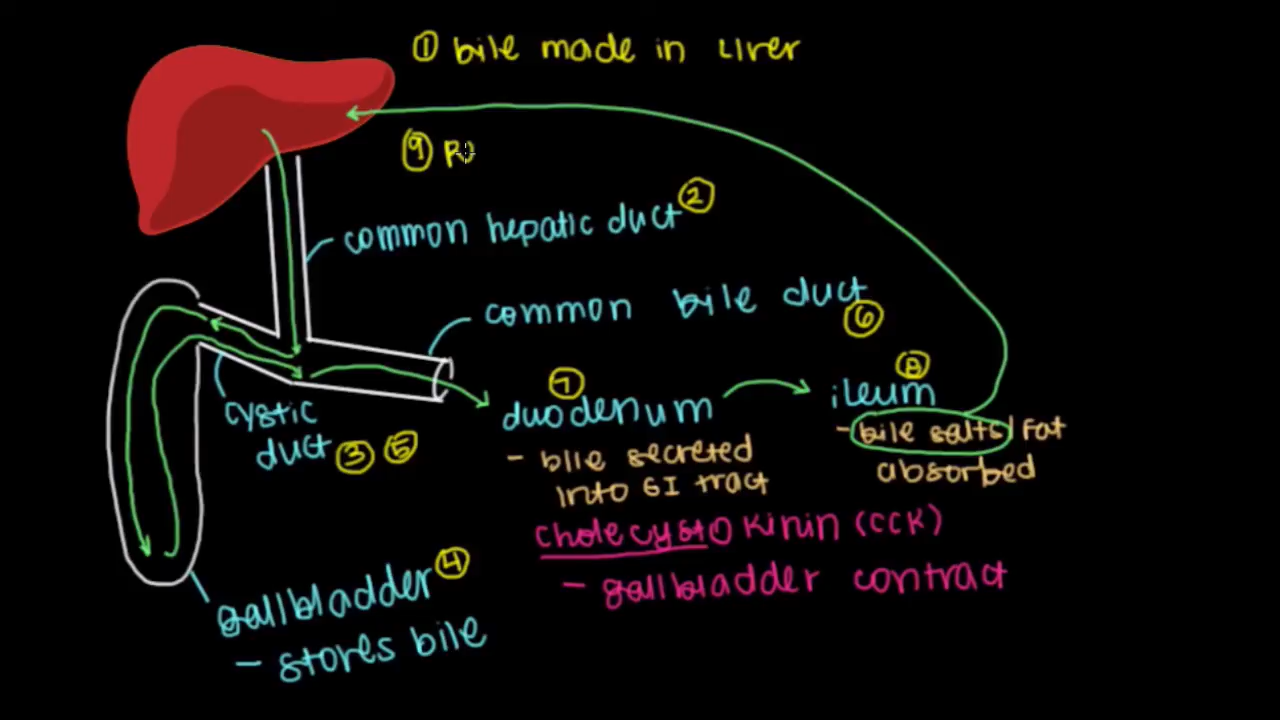 ① bile made in liver
⑨ Re
common hepatic duct ②
common bile duct
⑥
⑦
⑧
duodenum
ileum
- bile secreted
into GI tract
- bile salts/fat
absorbed
cystic
duct ③ ⑤
cholecystokinin (CCK)
- gallbladder contract
gallbladder ④
- stores bile